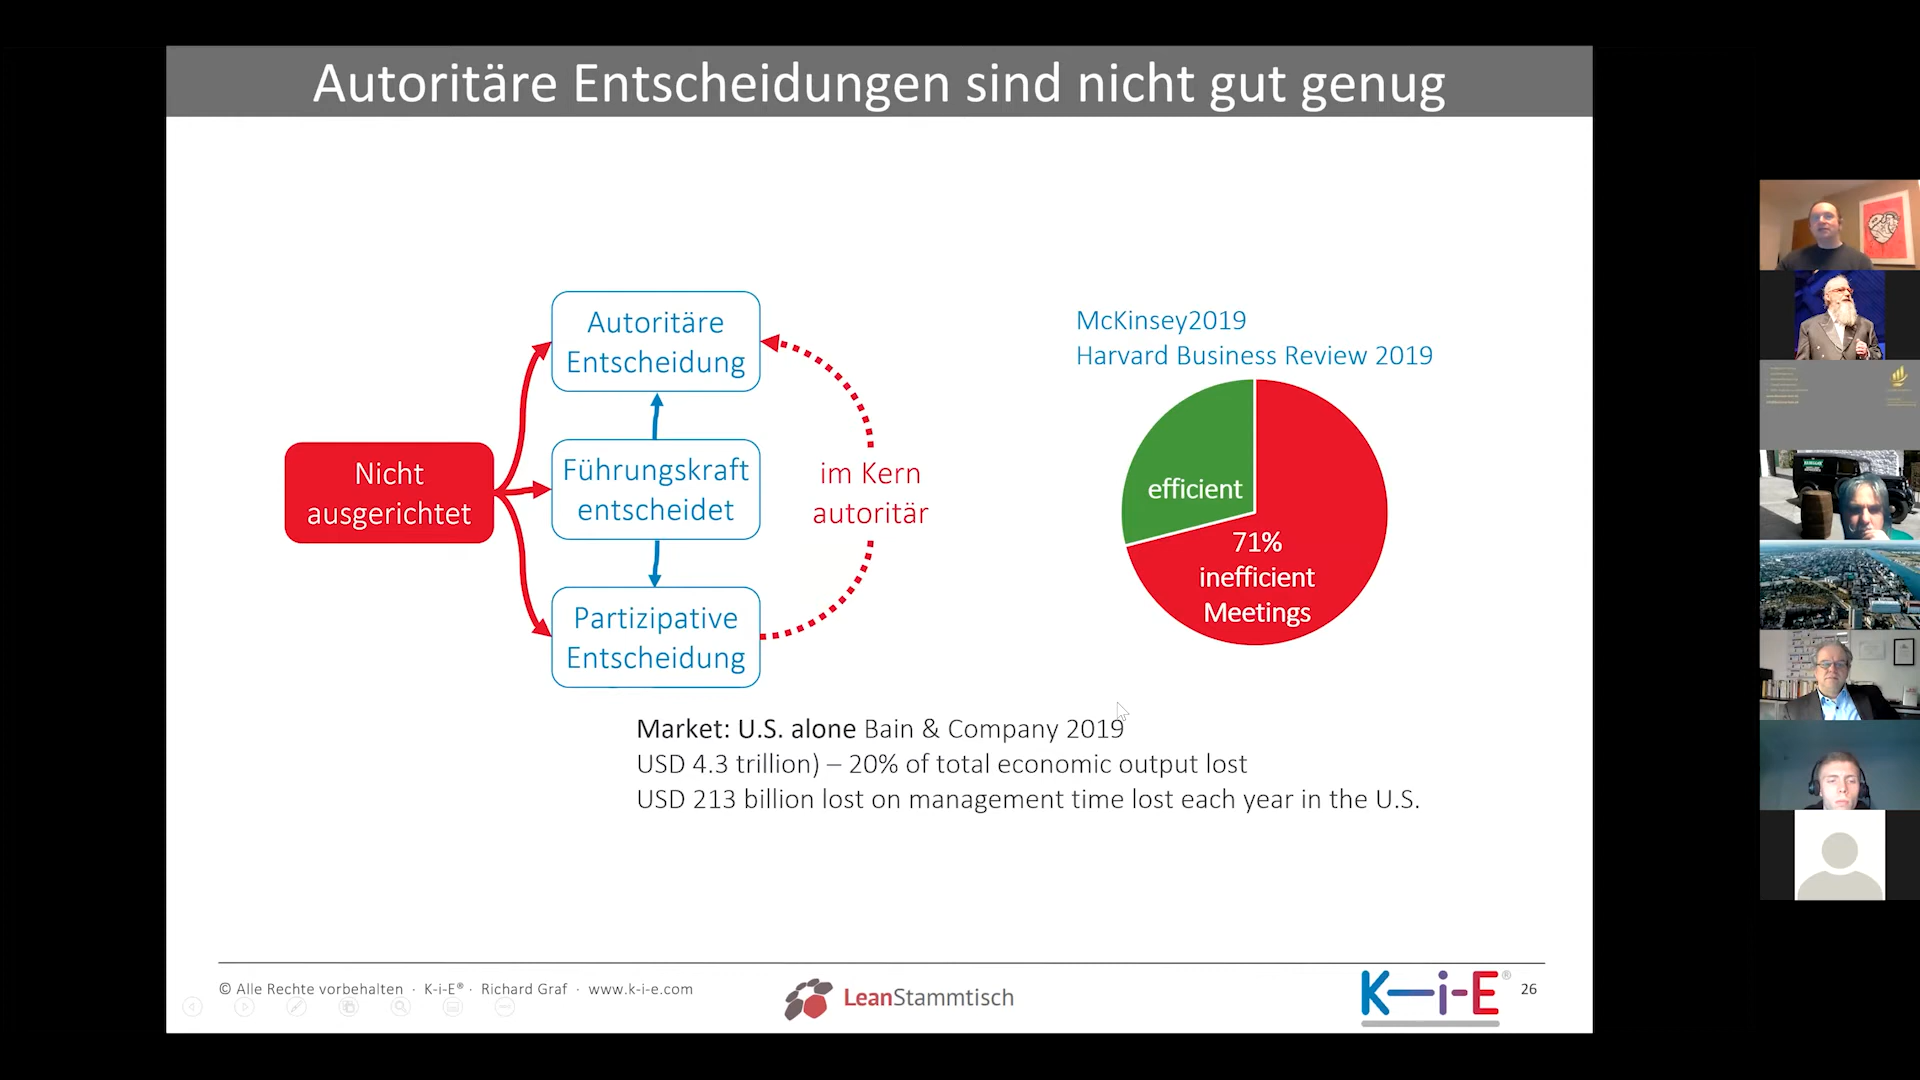 Autoritäre Entscheidungen sind nicht gut genug
Nicht
ausgerichtet
Autoritäre
Entscheidung
Führungskraft
entscheidet
Partizipative
Entscheidung
im Kern
autoritär
McKinsey2019
Harvard Business Review 2019
efficient
71%
inefficient
Meetings
Market: U.S. alone Bain & Company 2019
USD 4.3 trillion) – 20% of total economic output lost
USD 213 billion lost on management time lost each year in the U.S.
© Alle Rechte vorbehalten · K-i-E® · Richard Graf · www.k-i-e.com
LeanStammtisch
K-i-E®
26